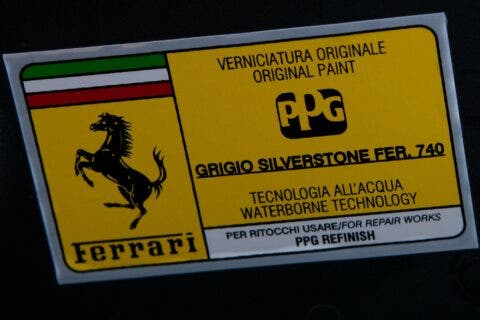 VERNICIATURA ORIGINALE
ORIGINAL PAINT
PPG
GRIGIO SILVERSTONE FER. 740
TECNOLOGIA ALL'ACQUA
WATERBORNE TECHNOLOGY
PER RITOCCHI USARE/FOR REPAIR WORKS
PPG REFINISH
Ferrari